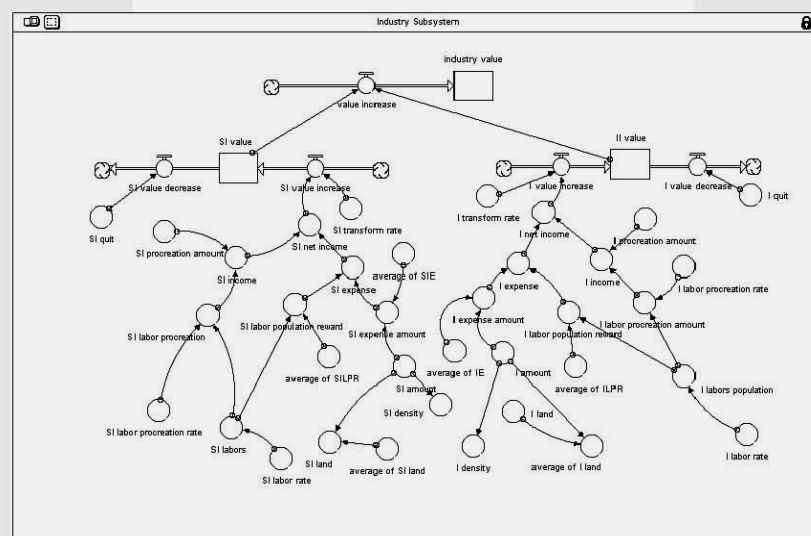 Industry Subsystem
industry value
value increase
SI value
II value
SI value decrease
SI value increase
I value increase
I value decrease
SI quit
SI transform rate
I transform rate
I quit
SI procreation amount
SI net income
I net income
I procreation amount
SI income
average of SIE
SI expense
I expense
I income
I labor procreation rate
SI labor procreation
SI labor population reward
SI expense amount
I expense amount
I labor population reward
I labor procreation amount
average of SILPR
SI amount
average of IE
I amount
average of ILPR
I labors population
SI labor procreation rate
SI density
I land
SI labors
SI land
average of SI land
I density
average of I land
I labor rate
SI labor rate